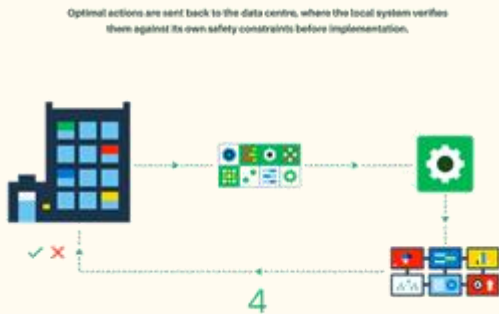 Optimal actions are sent back to the data centre, where the local system verifies
them against its own safety constraints before implementation.
4